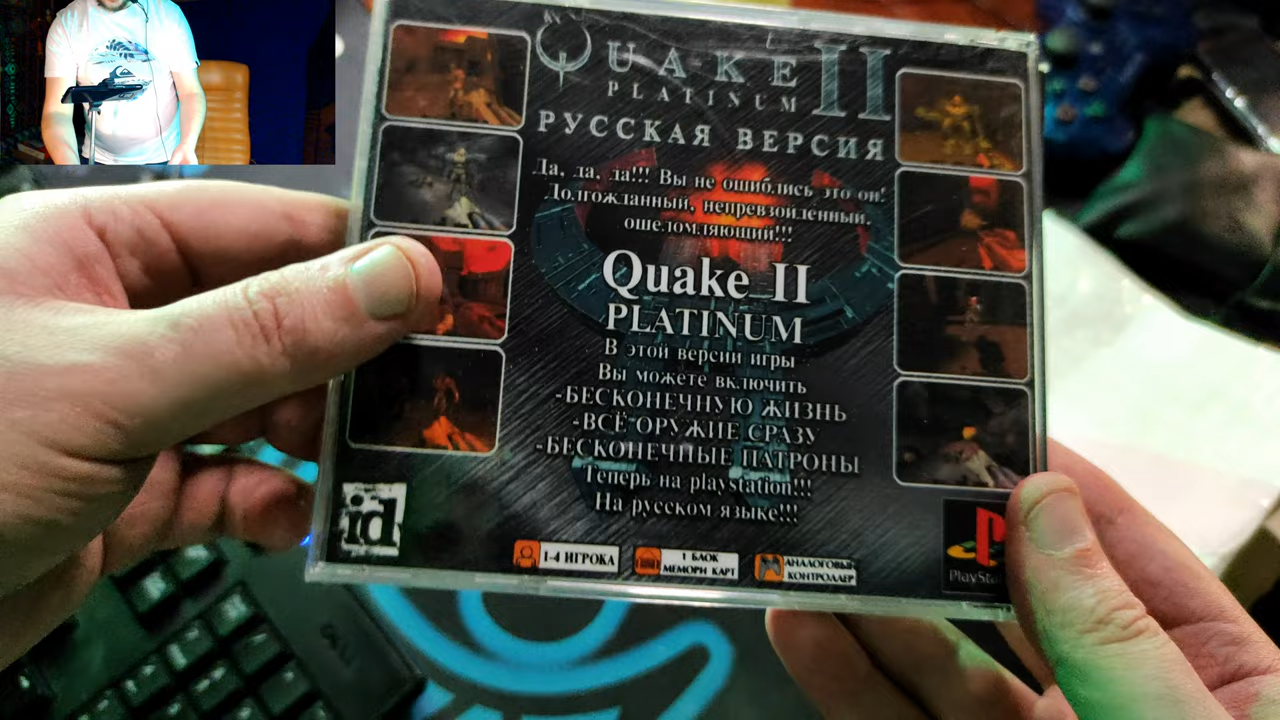 QUAKE II
PLATINUM
РУССКАЯ ВЕРСИЯ
Да, да, да!!! Вы не ошиблись это он!
Долгожданный, непревзойденный,
ошеломляющий!!!
Quake II
PLATINUM
В этой версии игры
Вы можете включить
-БЕСКОНЕЧНУЮ ЖИЗНЬ
-ВСЁ ОРУЖИЕ СРАЗУ
-БЕСКОНЕЧНЫЕ ПАТРОНЫ
Теперь на playstation!!!
На русском языке!!!
id
1-4 ИГРОКА
1 БЛОК
МЕМОРИ КАРТ
АНАЛОГОВЫЙ
КОНТРОЛЛЕР